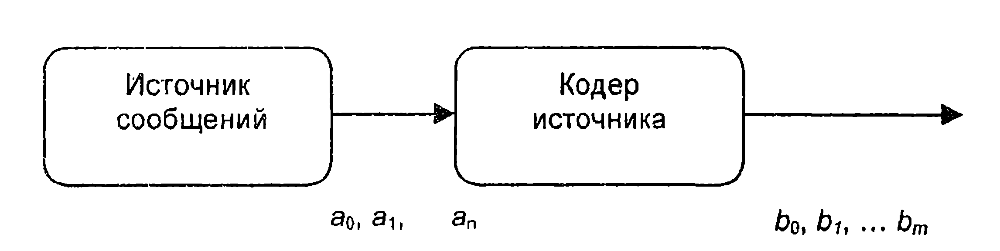 Источник
сообщений
Кодер
источника
a₀, a₁, aₙ
b₀, b₁, ... bₘ